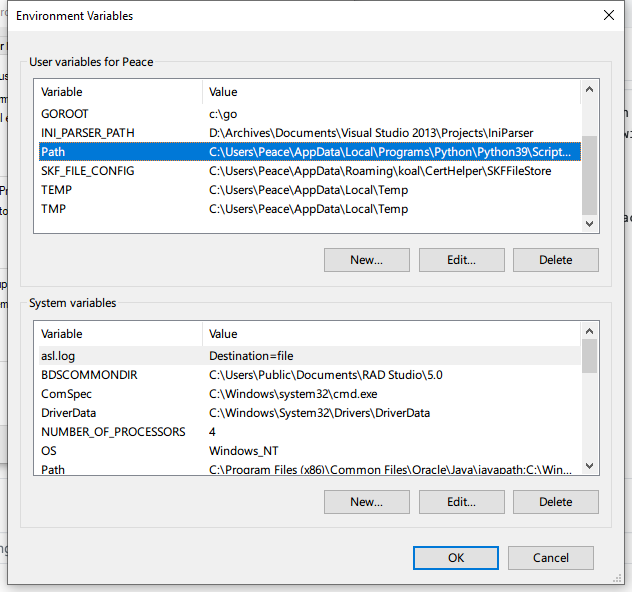 Environment Variables
User variables for Peace
Variable Value
GOROOT c:\go
INI_PARSER_PATH D:\Archives\Documents\Visual Studio 2013\Projects\IniParser
Path C:\Users\Peace\AppData\Local\Programs\Python\Python39\Script...
SKF_FILE_CONFIG C:\Users\Peace\AppData\Roaming\koal\CertHelper\SKFFileStore
TEMP C:\Users\Peace\AppData\Local\Temp
TMP C:\Users\Peace\AppData\Local\Temp
New... Edit... Delete
System variables
Variable Value
asl.log Destination=file
BDSCOMMONDIR C:\Users\Public\Documents\RAD Studio\5.0
ComSpec C:\Windows\system32\cmd.exe
DriverData C:\Windows\System32\Drivers\DriverData
NUMBER_OF_PROCESSORS 4
OS Windows_NT
Path C:\Program Files (x86)\Common Files\Oracle\Java\javapath;C:\Win...
New... Edit... Delete
OK Cancel